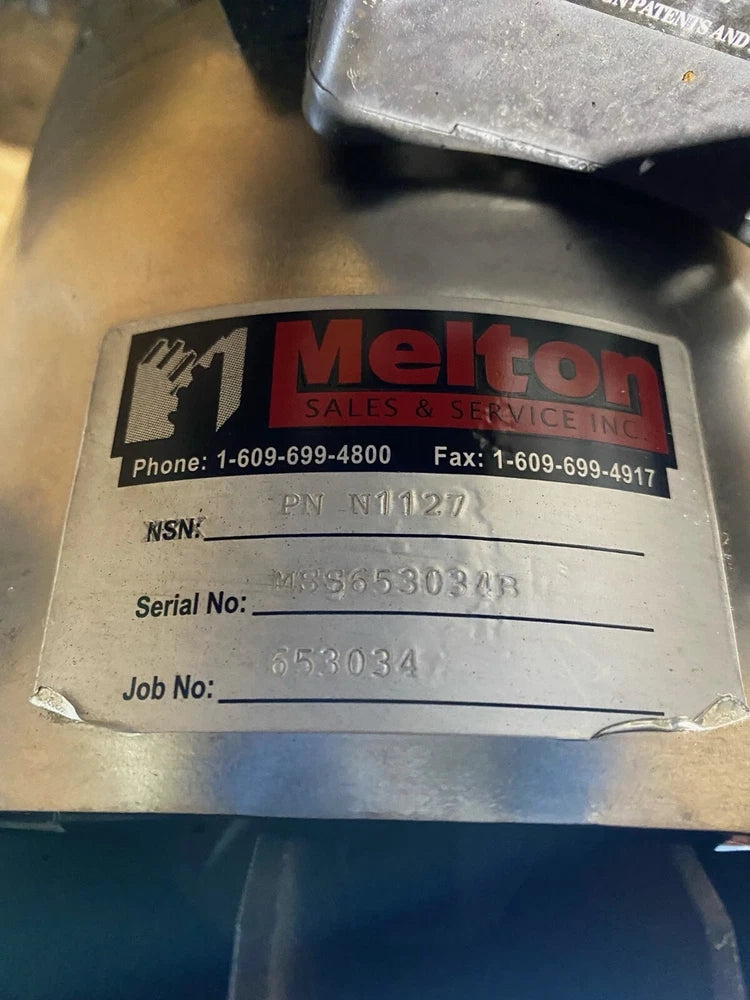 N PATENTS AND
Melton
SALES & SERVICE INC.
Phone: 1-609-699-4800 Fax: 1-609-699-4917
NSN: PN N1127
Serial No: MSS653034B
Job No: 653034